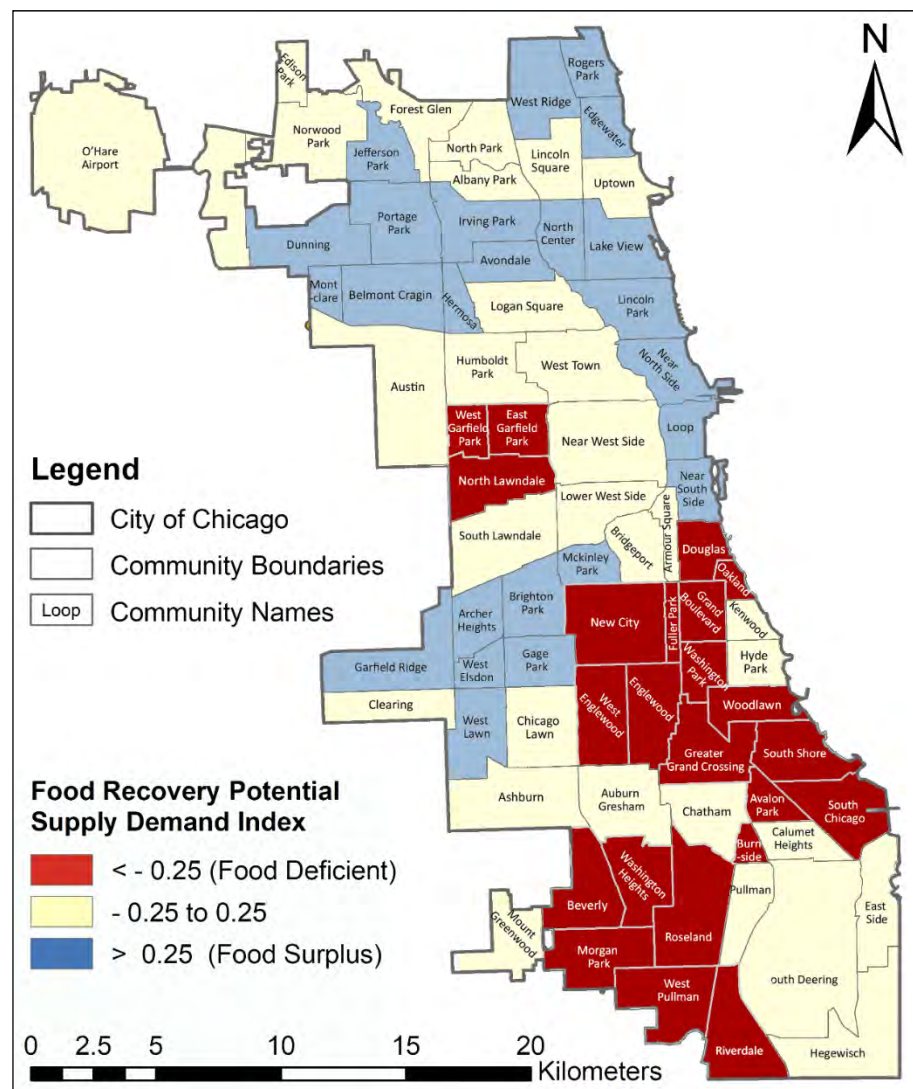 N
Edison
Park
Rogers
Park
West Ridge
Forest Glen
Edgewater
Norwood
Park
O'Hare
Airport
Jefferson
Park
North Park
Lincoln
Square
Albany Park
Uptown
Portage
Park
Irving Park
North
Center
Dunning
Lake View
Avondale
Mont
-clare
Belmont Cragin
Hermosa
Logan Square
Lincoln
Park
Near
North Side
Humboldt
Park
West Town
Austin
West
Garfield
Park
East
Garfield
Park
Loop
Near West Side
North Lawndale
Near
South
Side
Lower West Side
Armour Square
South Lawndale
Bridgeport
Douglas
Mckinley
Park
Oakland
Brighton
Park
Archer
Heights
New City
Fuller Park
Grand
Boulevard
Kenwood
Garfield Ridge
West
Elsdon
Gage
Park
Washington
Park
Hyde
Park
Clearing
West
Lawn
Chicago
Lawn
West
Englewood
Englewood
Woodlawn
Greater
Grand Crossing
South Shore
Ashburn
Auburn
Gresham
Chatham
Avalon
Park
South
Chicago
Burn
-side
Calumet
Heights
Washington
Heights
Pullman
Beverly
East
Side
Mount
Greenwood
Roseland
Morgan
Park
outh Deering
West
Pullman
Riverdale
Hegewisch
Legend
City of Chicago
Community Boundaries
Loop Community Names
Food Recovery Potential
Supply Demand Index
< - 0.25 (Food Deficient)
- 0.25 to 0.25
> 0.25 (Food Surplus)
0 2.5 5 10 15 20
Kilometers